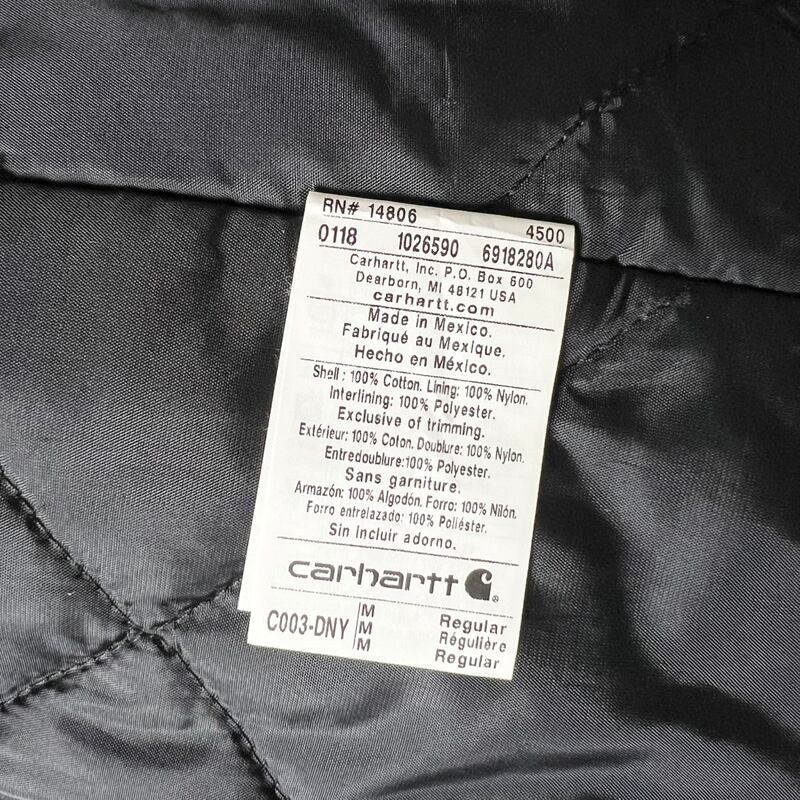 RN# 14806 4500
0118 1026590 6918280A
Carhartt, Inc. P.O. Box 600
Dearborn, MI 48121 USA
carhartt.com
Made in Mexico.
Fabriqué au Mexique.
Hecho en México.
Shell: 100% Cotton. Lining: 100% Nylon.
Interlining: 100% Polyester.
Exclusive of trimming.
Extérieur: 100% Coton. Doublure: 100% Nylon.
Entredoublure:100% Polyester.
Sans garniture.
Armazón: 100% Algodón. Forro: 100% Nilón.
Forro entrelazado: 100% Poliéster.
Sin Incluir adorno.
carhartt
C003-DNY M Regular
M Régulière
M Regular